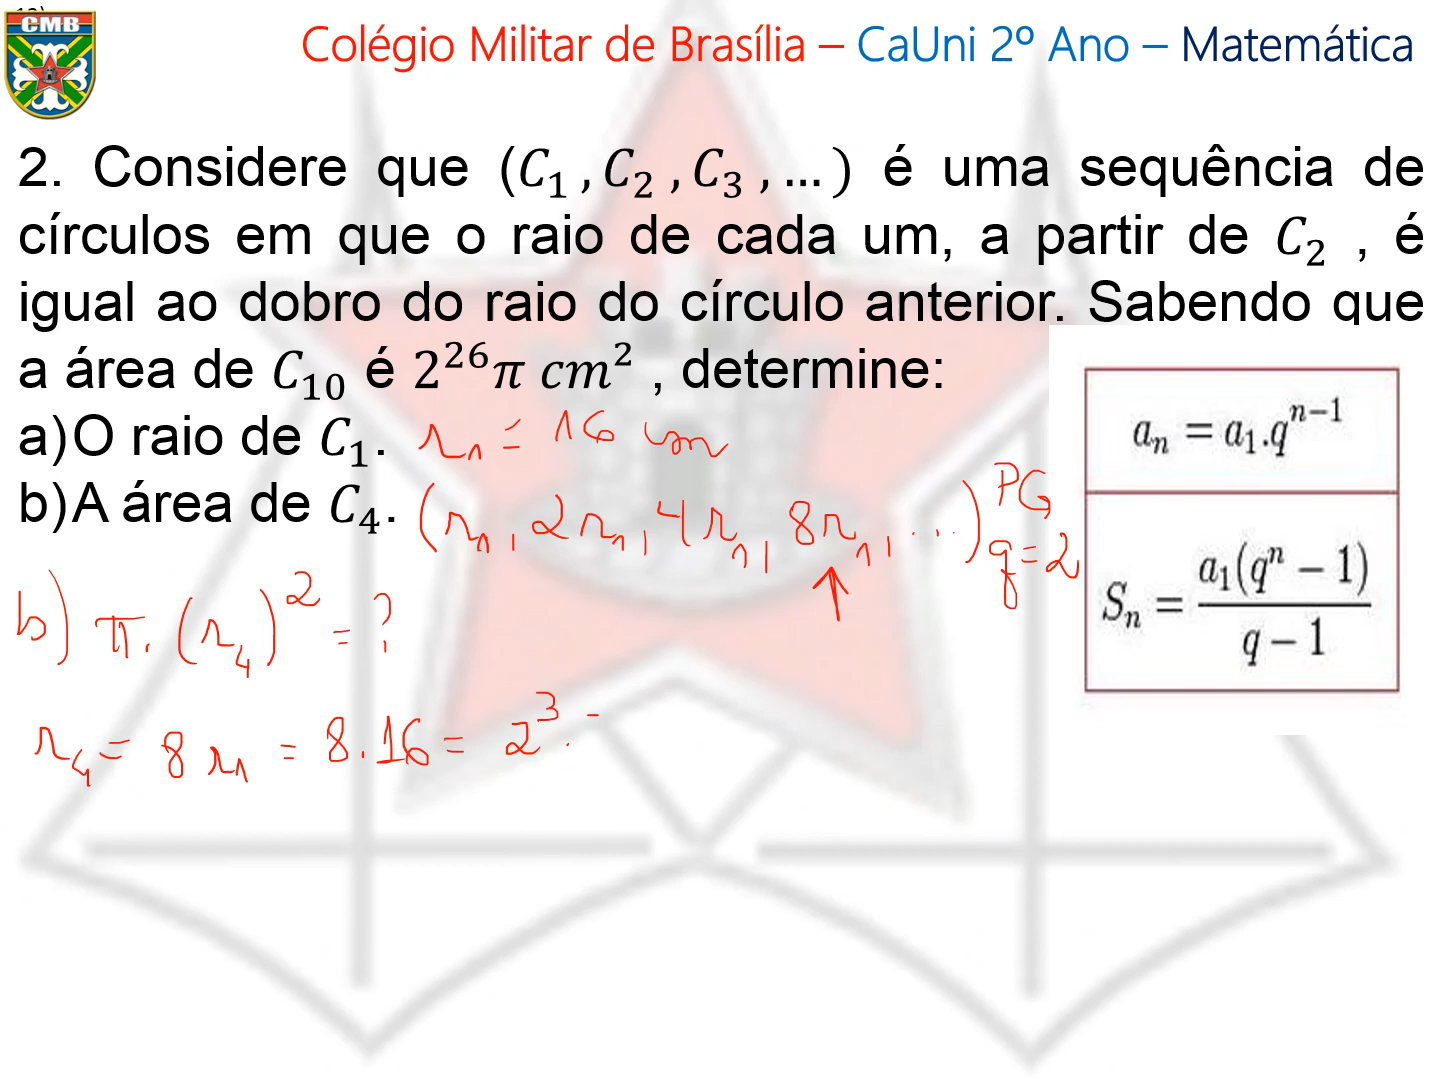 CMB
Colégio Militar de Brasília – CaUni 2º Ano – Matemática
2. Considere que (C₁ , C₂ , C₃ , … ) é uma sequência de
círculos em que o raio de cada um, a partir de C₂ , é
igual ao dobro do raio do círculo anterior. Sabendo que
a área de C₁₀ é 2²⁶π cm² , determine:
a)O raio de C₁. r₁ = 16 cm
b)A área de C₄. (r₁, 2r₁, 4r₁, 8r₁, ...) PG
q=2
aₙ = a₁.qⁿ⁻¹
Sₙ = a₁(qⁿ − 1) / q − 1
b) π.(r₄)² = ?
r₄ = 8r₁ = 8.16 = 2³.